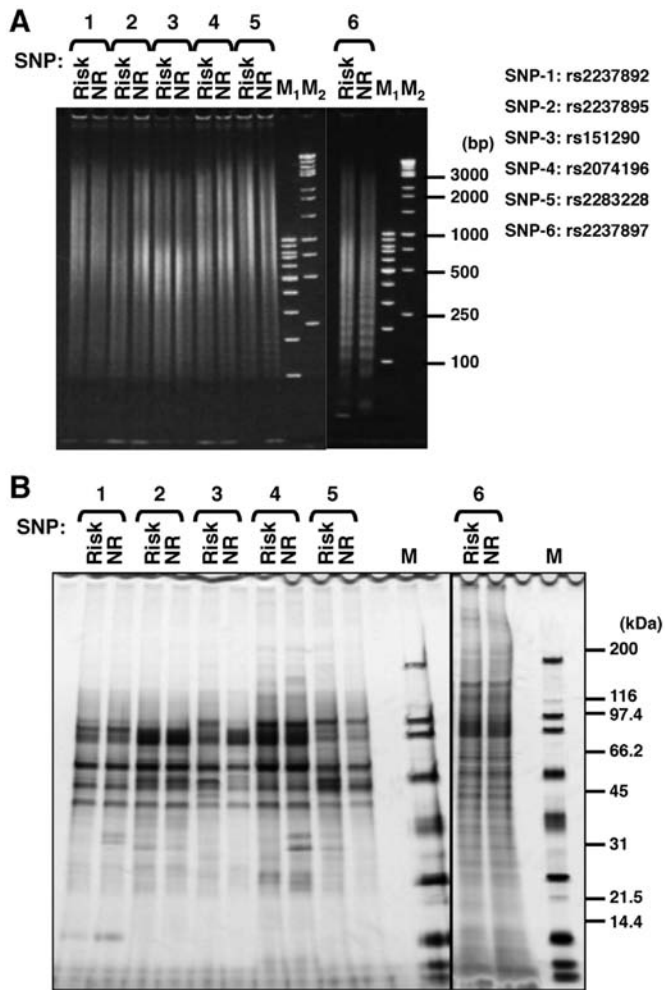 A
1 2 3 4 5 6
SNP:
Risk NR Risk NR Risk NR Risk NR Risk NR M1 M2 Risk NR M1 M2
(bp)
3000
2000
1000
500
250
100
SNP-1: rs2237892
SNP-2: rs2237895
SNP-3: rs151290
SNP-4: rs2074196
SNP-5: rs2283228
SNP-6: rs2237897
B
1 2 3 4 5 6
SNP:
Risk NR Risk NR Risk NR Risk NR Risk NR M Risk NR M
(kDa)
200
116
97.4
66.2
45
31
21.5
14.4